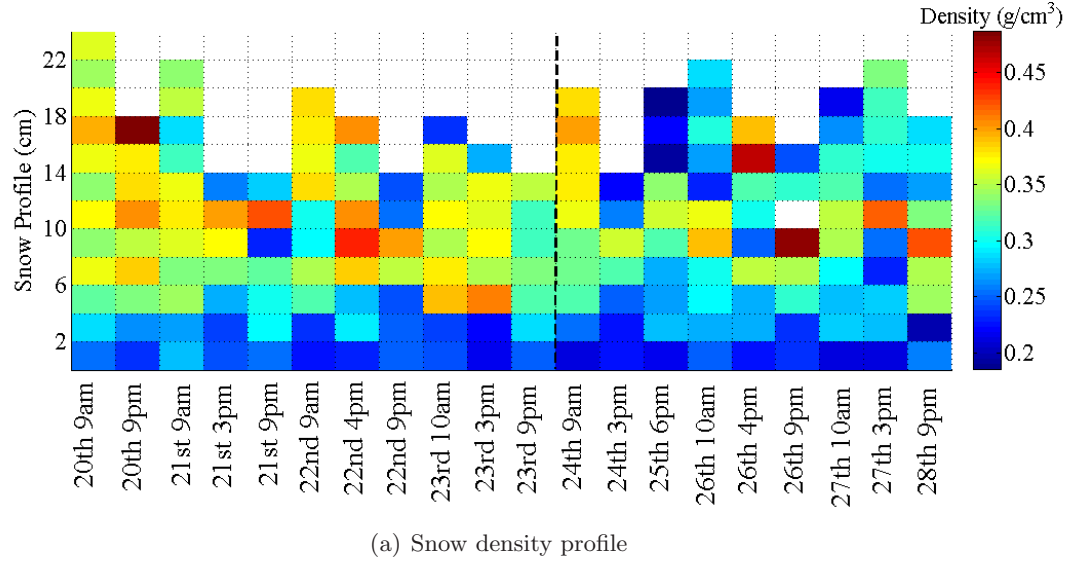 Density (g/cm³)
Snow Profile (cm)
22
18
14
10
6
2
0.45
0.4
0.35
0.3
0.25
0.2
20th 9am
20th 9pm
21st 9am
21st 3pm
21st 9pm
22nd 9am
22nd 4pm
22nd 9pm
23rd 10am
23rd 3pm
23rd 9pm
24th 9am
24th 3pm
25th 6pm
26th 10am
26th 4pm
26th 9pm
27th 10am
27th 3pm
28th 9pm
(a) Snow density profile